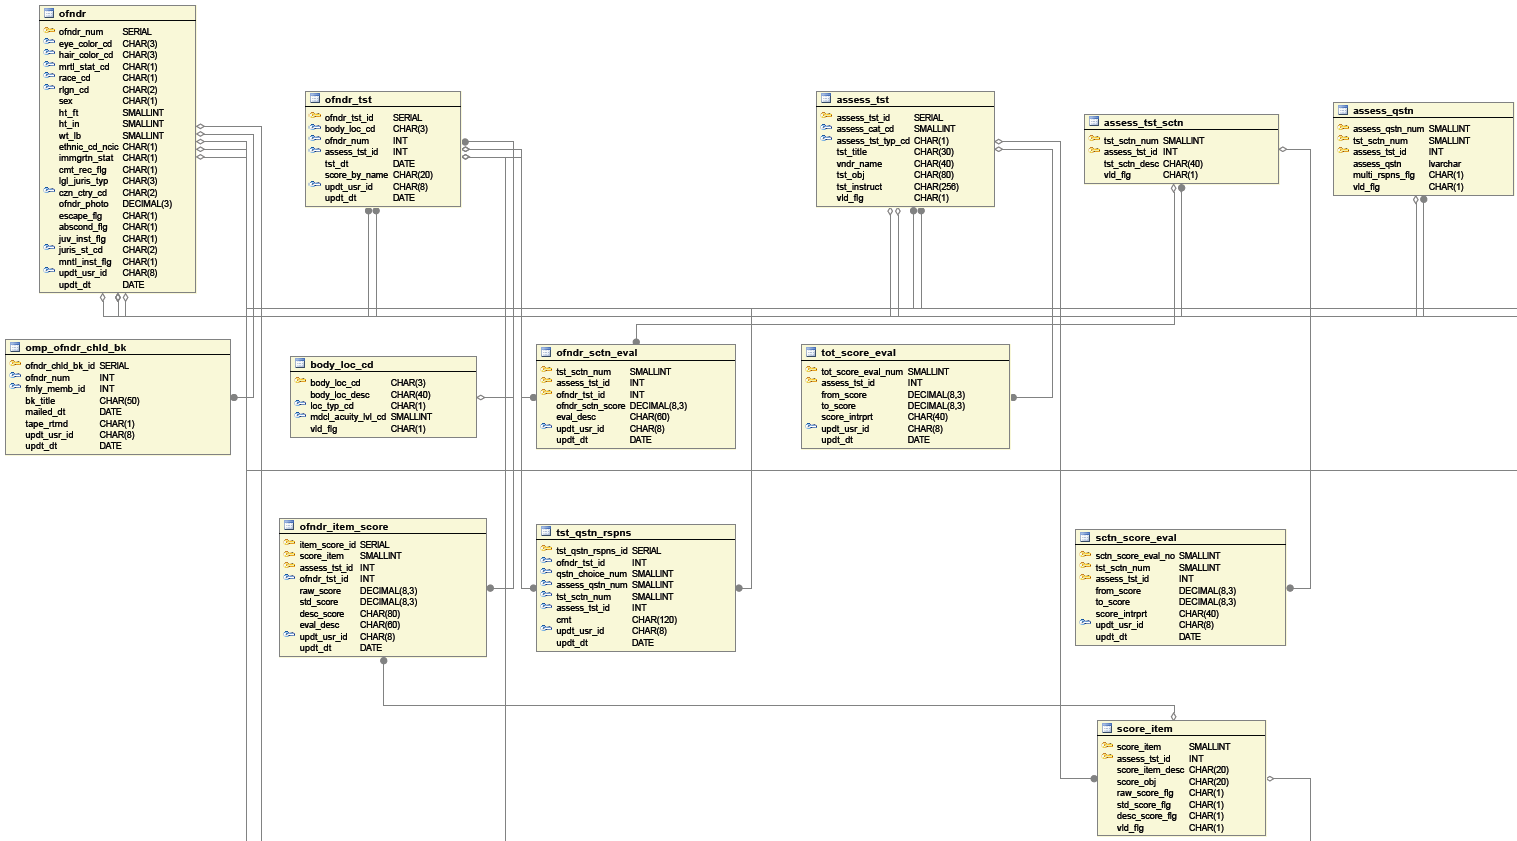 ofndr
ofndr_num SERIAL
eye_color_cd CHAR(3)
hair_color_cd CHAR(3)
mrtl_stat_cd CHAR(1)
race_cd CHAR(1)
rlgn_cd CHAR(2)
sex CHAR(1)
ht_ft SMALLINT
ht_in SMALLINT
wt_lb SMALLINT
ethnic_cd_ncic CHAR(1)
immgrtn_stat CHAR(1)
cmt_rec_flg CHAR(1)
lgl_juris_typ CHAR(3)
czn_ctry_cd CHAR(2)
ofndr_photo DECIMAL(3)
escape_flg CHAR(1)
abscond_flg CHAR(1)
juv_inst_flg CHAR(1)
juris_st_cd CHAR(2)
mntl_inst_flg CHAR(1)
updt_usr_id CHAR(8)
updt_dt DATE
ofndr_tst
ofndr_tst_id SERIAL
body_loc_cd CHAR(3)
ofndr_num INT
assess_tst_id INT
tst_dt DATE
score_by_name CHAR(20)
updt_usr_id CHAR(8)
updt_dt DATE
assess_tst
assess_tst_id SERIAL
assess_cat_cd SMALLINT
assess_tst_typ_cd CHAR(1)
tst_title CHAR(30)
vndr_name CHAR(40)
tst_obj CHAR(80)
tst_instruct CHAR(256)
vld_flg CHAR(1)
assess_tst_sctn
tst_sctn_num SMALLINT
assess_tst_id INT
tst_sctn_desc CHAR(40)
vld_flg CHAR(1)
assess_qstn
assess_qstn_num SMALLINT
tst_sctn_num SMALLINT
assess_tst_id INT
assess_qstn lvarchar
multi_rspns_flg CHAR(1)
vld_flg CHAR(1)
omp_ofndr_chld_bk
ofndr_chld_bk_id SERIAL
ofndr_num INT
fmly_memb_id INT
bk_title CHAR(50)
mailed_dt DATE
tape_rtrnd CHAR(1)
updt_usr_id CHAR(8)
updt_dt DATE
body_loc_cd
body_loc_cd CHAR(3)
body_loc_desc CHAR(40)
loc_typ_cd CHAR(1)
mdcl_acuity_lvl_cd SMALLINT
vld_flg CHAR(1)
ofndr_sctn_eval
tst_sctn_num SMALLINT
assess_tst_id INT
ofndr_tst_id INT
ofndr_sctn_score DECIMAL(8,3)
eval_desc CHAR(60)
updt_usr_id CHAR(8)
updt_dt DATE
tot_score_eval
tot_score_eval_num SMALLINT
assess_tst_id INT
from_score DECIMAL(8,3)
to_score DECIMAL(8,3)
score_intrprt CHAR(40)
updt_usr_id CHAR(8)
updt_dt DATE
ofndr_item_score
item_score_id SERIAL
score_item SMALLINT
assess_tst_id INT
ofndr_tst_id INT
raw_score DECIMAL(8,3)
std_score DECIMAL(8,3)
desc_score CHAR(80)
eval_desc CHAR(60)
updt_usr_id CHAR(8)
updt_dt DATE
tst_qstn_rspns
tst_qstn_rspns_id SERIAL
ofndr_tst_id INT
qstn_choice_num SMALLINT
assess_qstn_num SMALLINT
tst_sctn_num SMALLINT
assess_tst_id INT
cmt CHAR(120)
updt_usr_id CHAR(8)
updt_dt DATE
sctn_score_eval
sctn_score_eval_no SMALLINT
tst_sctn_num SMALLINT
assess_tst_id INT
from_score DECIMAL(8,3)
to_score DECIMAL(8,3)
score_intrprt CHAR(40)
updt_usr_id CHAR(8)
updt_dt DATE
score_item
score_item SMALLINT
assess_tst_id INT
score_item_desc CHAR(20)
score_obj CHAR(20)
raw_score_flg CHAR(1)
std_score_flg CHAR(1)
desc_score_flg CHAR(1)
vld_flg CHAR(1)